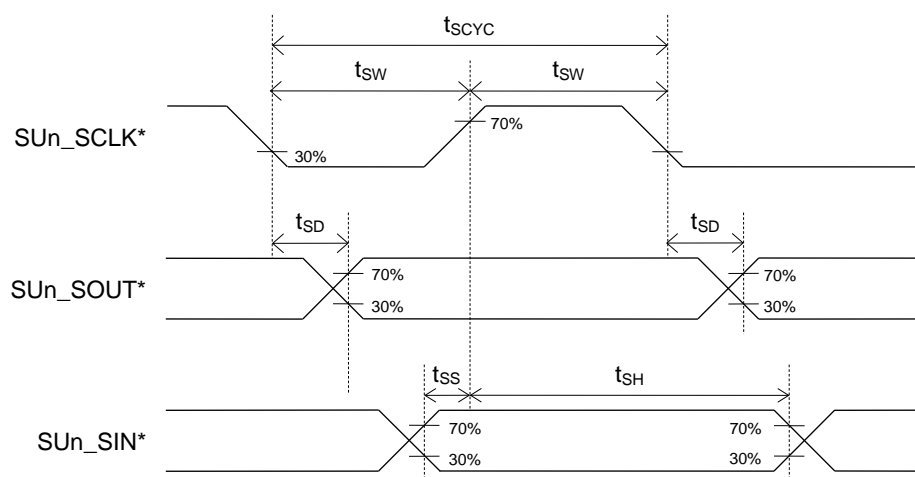 tSCYC
tSW tSW
SUn_SCLK*
70%
30%
tSD tSD
SUn_SOUT*
70% 70%
30% 30%
tSS tSH
SUn_SIN*
70% 70%
30% 30%